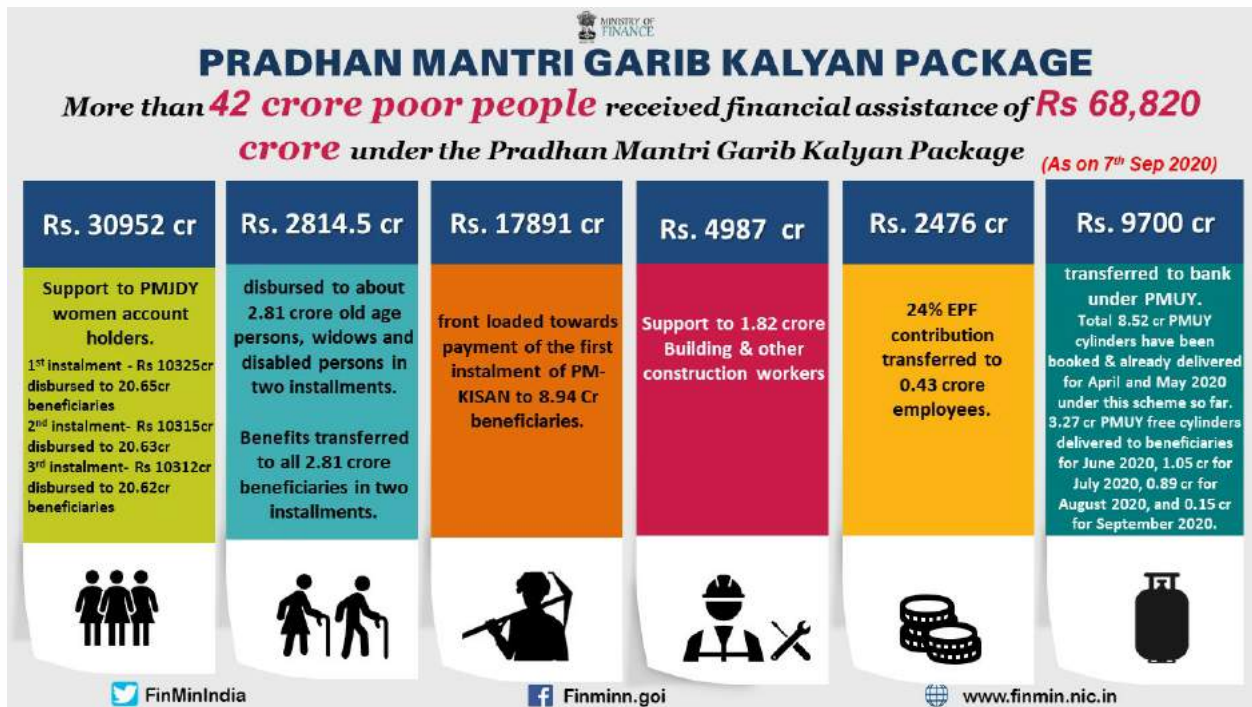 MINISTRY OF
FINANCE
PRADHAN MANTRI GARIB KALYAN PACKAGE
More than 42 crore poor people received financial assistance of Rs 68,820
crore under the Pradhan Mantri Garib Kalyan Package
(As on 7th Sep 2020)
Rs. 30952 cr
Support to PMJDY
women account
holders.
1st instalment - Rs 10325cr
disbursed to 20.65cr
beneficiaries
2nd instalment- Rs 10315cr
disbursed to 20.63cr
3rd instalment- Rs 10312cr
disbursed to 20.62cr
beneficiaries
Rs. 2814.5 cr
disbursed to about
2.81 crore old age
persons, widows and
disabled persons in
two installments.
Benefits transferred
to all 2.81 crore
beneficiaries in two
installments.
Rs. 17891 cr
front loaded towards
payment of the first
instalment of PM-
KISAN to 8.94 Cr
beneficiaries.
Rs. 4987 cr
Support to 1.82 crore
Building & other
construction workers
Rs. 2476 cr
24% EPF
contribution
transferred to
0.43 crore
employees.
Rs. 9700 cr
transferred to bank
under PMUY.
Total 8.52 cr PMUY
cylinders have been
booked & already delivered
for April and May 2020
under this scheme so far.
3.27 cr PMUY free cylinders
delivered to beneficiaries
for June 2020, 1.05 cr for
July 2020, 0.89 cr for
August 2020, and 0.15 cr
for September 2020.
FinMinIndia
Finminn.goi
www.finmin.nic.in